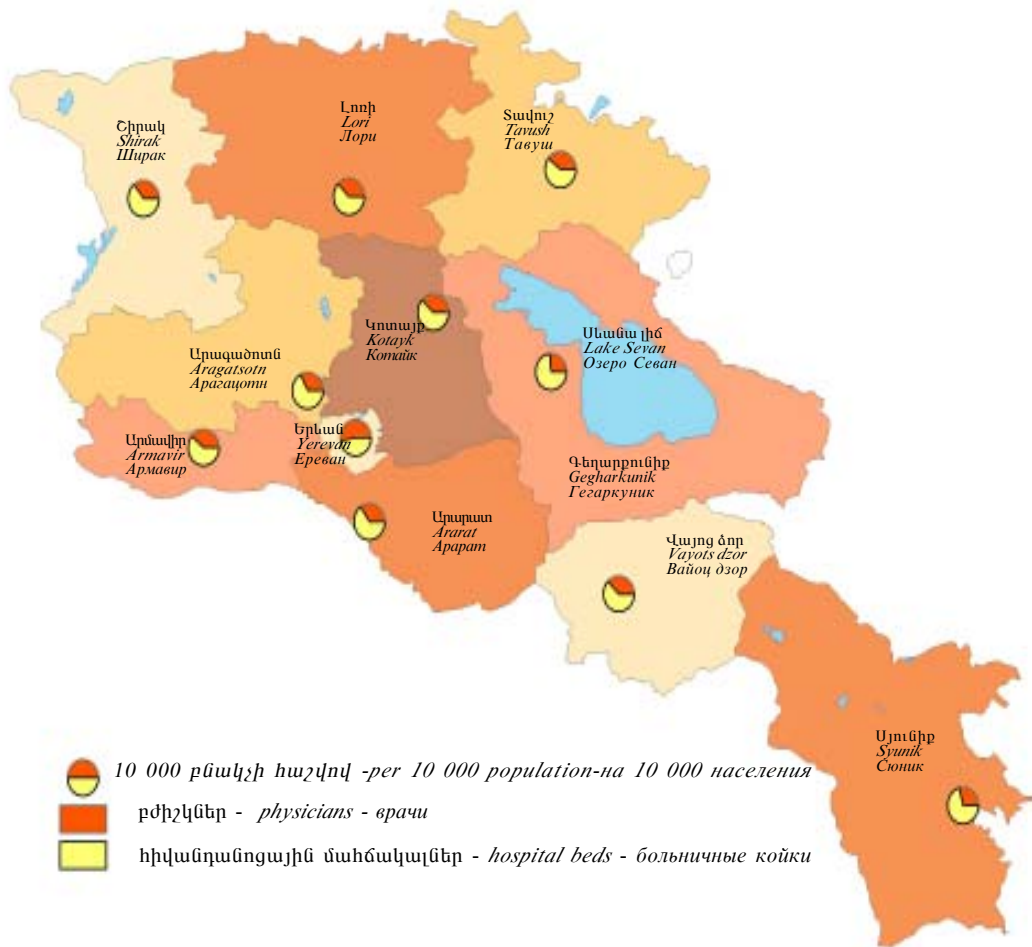 Շիրակ
Shirak
Ширак
Լոռի
Lori
Лори
Տավուշ
Tavush
Тавуш
Արագածոտն
Aragatsotn
Арагацотн
Կոտայք
Kotayk
Котайк
Սևանա լիճ
Lake Sevan
Озеро Севан
Արմավիր
Armavir
Армавир
Երևան
Yerevan
Ереван
Գեղարքունիք
Gegharkunik
Гегаркуник
Արարատ
Ararat
Арарат
Վայոց ձոր
Vayots dzor
Вайоц дзор
Սյունիք
Syunik
Сюник
10 000 բնակչի հաշվով -per 10 000 population-на 10 000 населения
բժիշկներ - physicians - врачи
հիվանդանոցային մահճակալներ - hospital beds - больничные койки